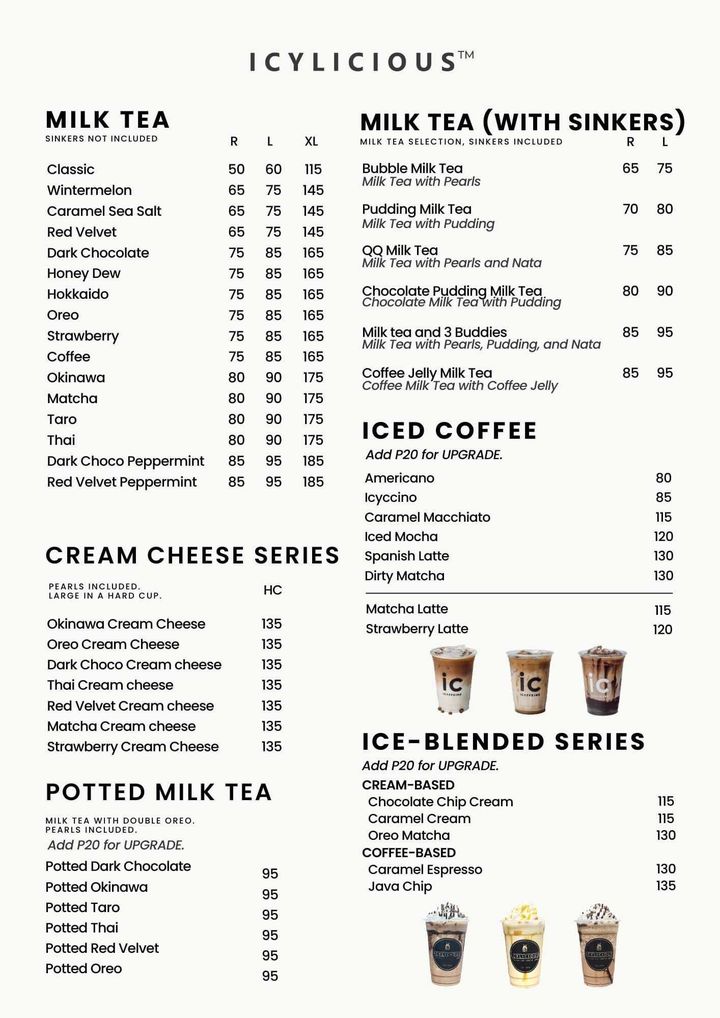 ICYLICIOUS™
MILK TEA
SINKERS NOT INCLUDED
R L XL
Classic 50 60 115
Wintermelon 65 75 145
Caramel Sea Salt 65 75 145
Red Velvet 65 75 145
Dark Chocolate 75 85 165
Honey Dew 75 85 165
Hokkaido 75 85 165
Oreo 75 85 165
Strawberry 75 85 165
Coffee 75 85 165
Okinawa 80 90 175
Matcha 80 90 175
Taro 80 90 175
Thai 80 90 175
Dark Choco Peppermint 85 95 185
Red Velvet Peppermint 85 95 185
CREAM CHEESE SERIES
PEARLS INCLUDED.
LARGE IN A HARD CUP.
HC
Okinawa Cream Cheese 135
Oreo Cream Cheese 135
Dark Choco Cream cheese 135
Thai Cream cheese 135
Red Velvet Cream cheese 135
Matcha Cream cheese 135
Strawberry Cream Cheese 135
POTTED MILK TEA
MILK TEA WITH DOUBLE OREO.
PEARLS INCLUDED.
Add P20 for UPGRADE.
Potted Dark Chocolate 95
Potted Okinawa 95
Potted Taro 95
Potted Thai 95
Potted Red Velvet 95
Potted Oreo 95
MILK TEA (WITH SINKERS)
MILK TEA SELECTION, SINKERS INCLUDED
R L
Bubble Milk Tea 65 75
Milk Tea with Pearls
Pudding Milk Tea 70 80
Milk Tea with Pudding
QQ Milk Tea 75 85
Milk Tea with Pearls and Nata
Chocolate Pudding Milk Tea 80 90
Chocolate Milk Tea with Pudding
Milk tea and 3 Buddies 85 95
Milk Tea with Pearls, Pudding, and Nata
Coffee Jelly Milk Tea 85 95
Coffee Milk Tea with Coffee Jelly
ICED COFFEE
Add P20 for UPGRADE.
Americano 80
Icyccino 85
Caramel Macchiato 115
Iced Mocha 120
Spanish Latte 130
Dirty Matcha 130
Matcha Latte 115
Strawberry Latte 120
ic ic ic
ICE-BLENDED SERIES
Add P20 for UPGRADE.
CREAM-BASED
Chocolate Chip Cream 115
Caramel Cream 115
Oreo Matcha 130
COFFEE-BASED
Caramel Espresso 130
Java Chip 135